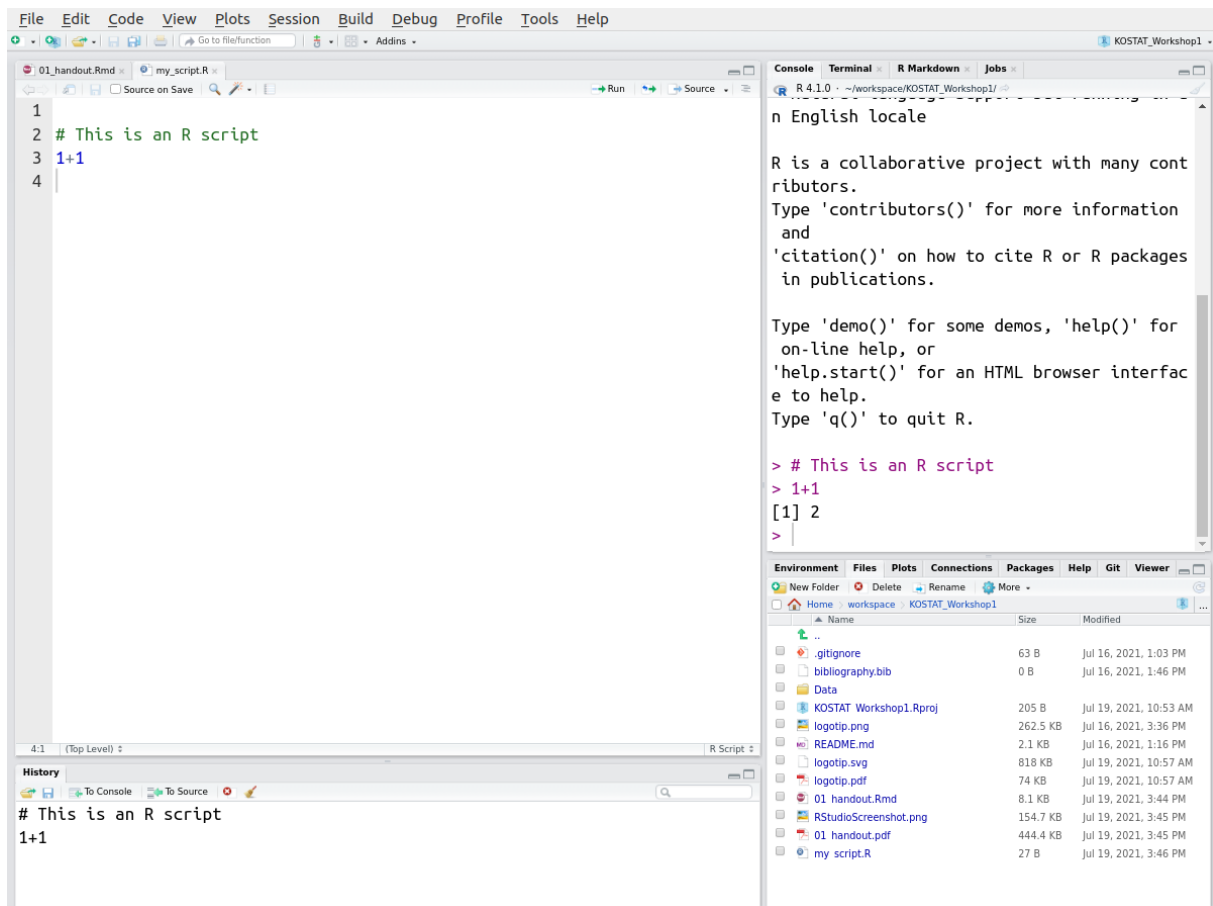 File Edit Code View Plots Session Build Debug Profile Tools Help
Go to file/function Addins KOSTAT_Workshop1
01_handout.Rmd my_script.R
Source on Save Run Source
1
2 # This is an R script
3 1+1
4
4:1 (Top Level) R Script
History
To Console To Source
# This is an R script
1+1
Console Terminal R Markdown Jobs
R 4.1.0 · ~/workspace/KOSTAT_Workshop1/
n English locale
R is a collaborative project with many cont
ributors.
Type 'contributors()' for more information
and
'citation()' on how to cite R or R packages
in publications.
Type 'demo()' for some demos, 'help()' for
on-line help, or
'help.start()' for an HTML browser interfac
e to help.
Type 'q()' to quit R.
> # This is an R script
> 1+1
[1] 2
>
Environment Files Plots Connections Packages Help Git Viewer
New Folder Delete Rename More
Home workspace KOSTAT_Workshop1 ...
Name Size Modified
..
.gitignore 63 B Jul 16, 2021, 1:03 PM
bibliography.bib 0 B Jul 16, 2021, 1:46 PM
Data
KOSTAT_Workshop1.Rproj 205 B Jul 19, 2021, 10:53 AM
logotip.png 262.5 KB Jul 16, 2021, 3:36 PM
README.md 2.1 KB Jul 16, 2021, 1:16 PM
logotip.svg 818 KB Jul 19, 2021, 10:57 AM
logotip.pdf 74 KB Jul 19, 2021, 10:57 AM
01_handout.Rmd 8.1 KB Jul 19, 2021, 3:44 PM
RStudioScreenshot.png 154.7 KB Jul 19, 2021, 3:45 PM
01_handout.pdf 444.4 KB Jul 19, 2021, 3:45 PM
my_script.R 27 B Jul 19, 2021, 3:46 PM